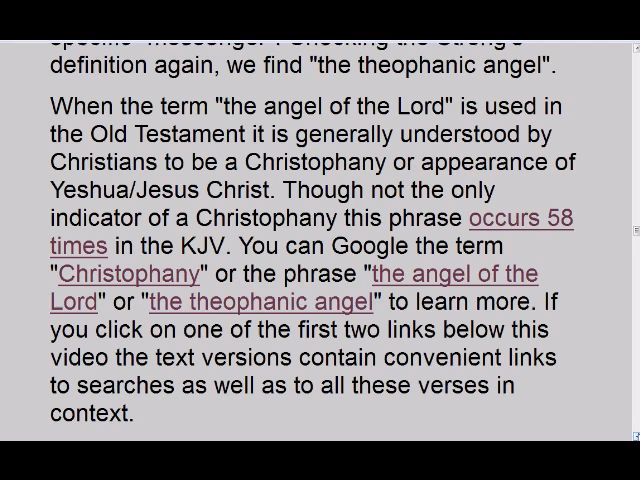 specific "messenger". Checking the Strong's
definition again, we find "the theophanic angel".
When the term "the angel of the Lord" is used in
the Old Testament it is generally understood by
Christians to be a Christophany or appearance of
Yeshua/Jesus Christ. Though not the only
indicator of a Christophany this phrase occurs 58
times in the KJV. You can Google the term
"Christophany" or the phrase "the angel of the
Lord" or "the theophanic angel" to learn more. If
you click on one of the first two links below this
video the text versions contain convenient links
to searches as well as to all these verses in
context.